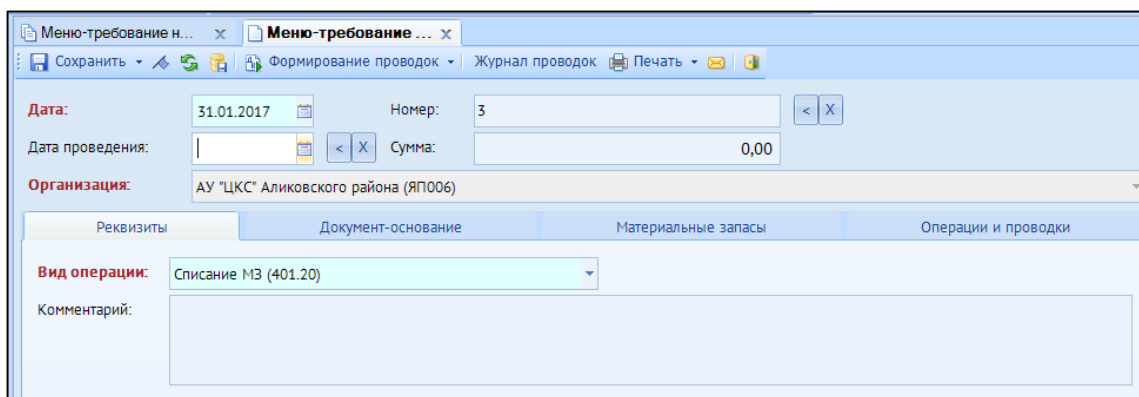 Меню-требование н... x Меню-требование ... x
Сохранить Формирование проводок Журнал проводок Печать
Дата: 31.01.2017 Номер: 3 < X
Дата проведения: < X Сумма: 0,00
Организация: АУ "ЦКС" Аликовского района (ЯП006)
Реквизиты Документ-основание Материальные запасы Операции и проводки
Вид операции: Списание МЗ (401.20)
Комментарий: